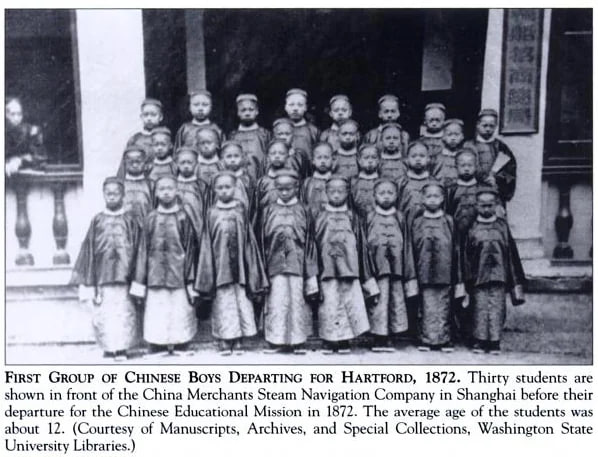 FIRST GROUP OF CHINESE BOYS DEPARTING FOR HARTFORD, 1872. Thirty students are
shown in front of the China Merchants Steam Navigation Company in Shanghai before their
departure for the Chinese Educational Mission in 1872. The average age of the students was
about 12. (Courtesy of Manuscripts, Archives, and Special Collections, Washington State
University Libraries.)